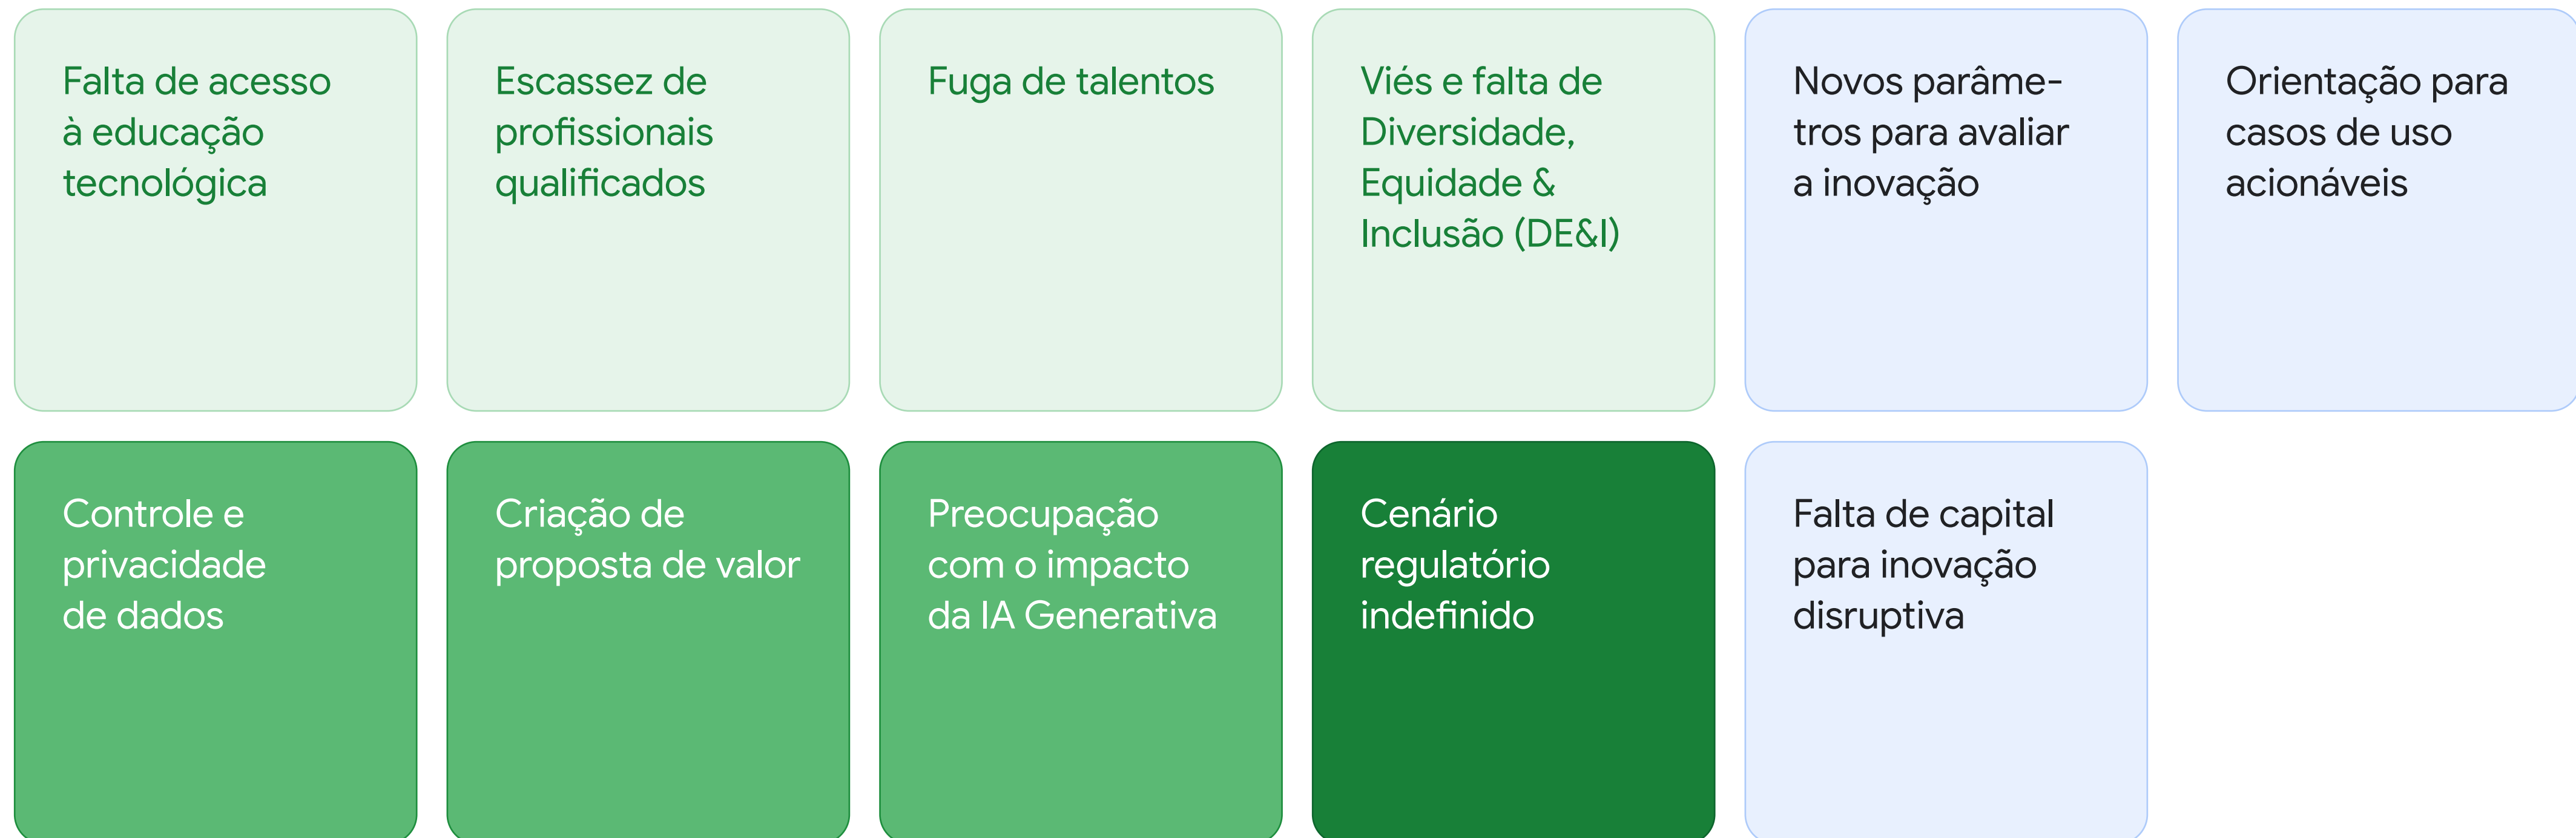 Falta de acesso
à educação
tecnológica
Escassez de
profissionais
qualificados
Fuga de talentos
Viés e falta de
Diversidade,
Equidade &
Inclusão (DE&I)
Novos parâme-
tros para avaliar
a inovação
Orientação para
casos de uso
acionáveis
Controle e
privacidade
de dados
Criação de
proposta de valor
Preocupação
com o impacto
da IA Generativa
Cenário
regulatório
indefinido
Falta de capital
para inovação
disruptiva